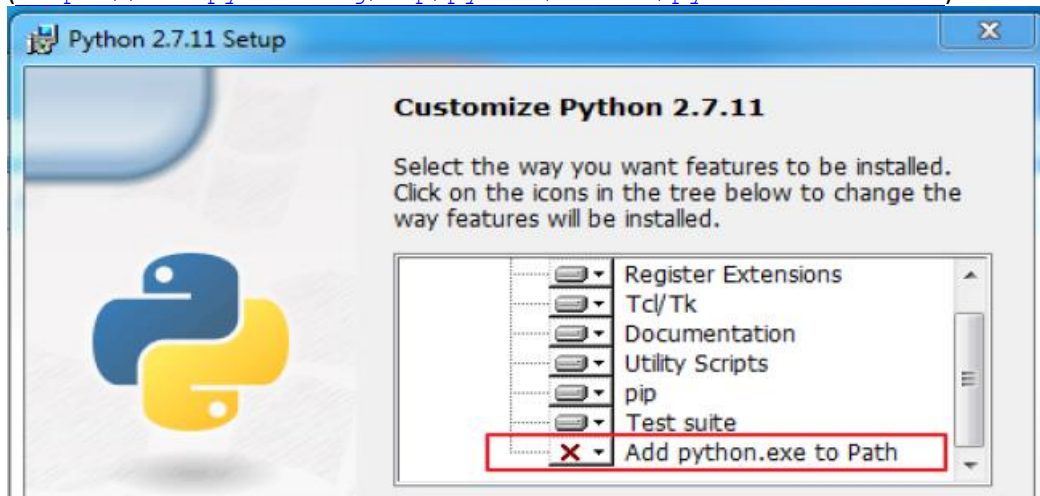 Python 2.7.11 Setup
Customize Python 2.7.11
Select the way you want features to be installed.
Click on the icons in the tree below to change the
way features will be installed.
Register Extensions
Tcl/Tk
Documentation
Utility Scripts
pip
Test suite
Add python.exe to Path